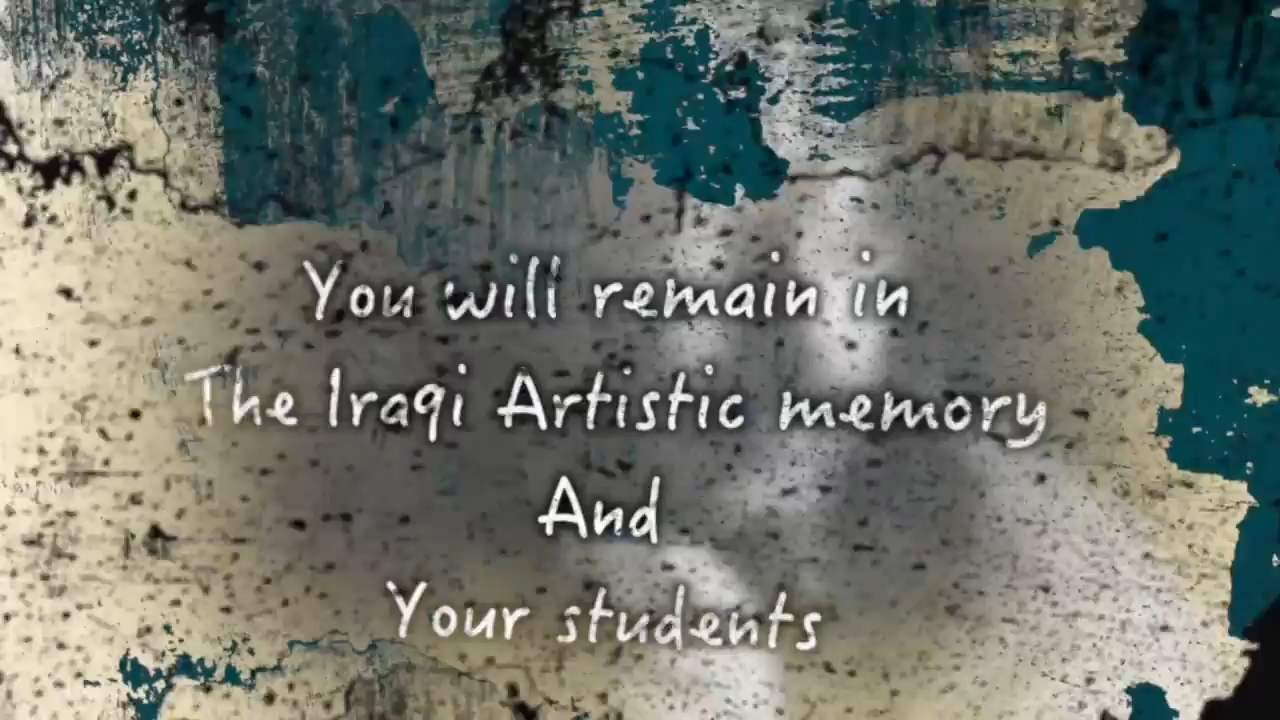 You will remain in
The Iraqi Artistic memory
And
Your students